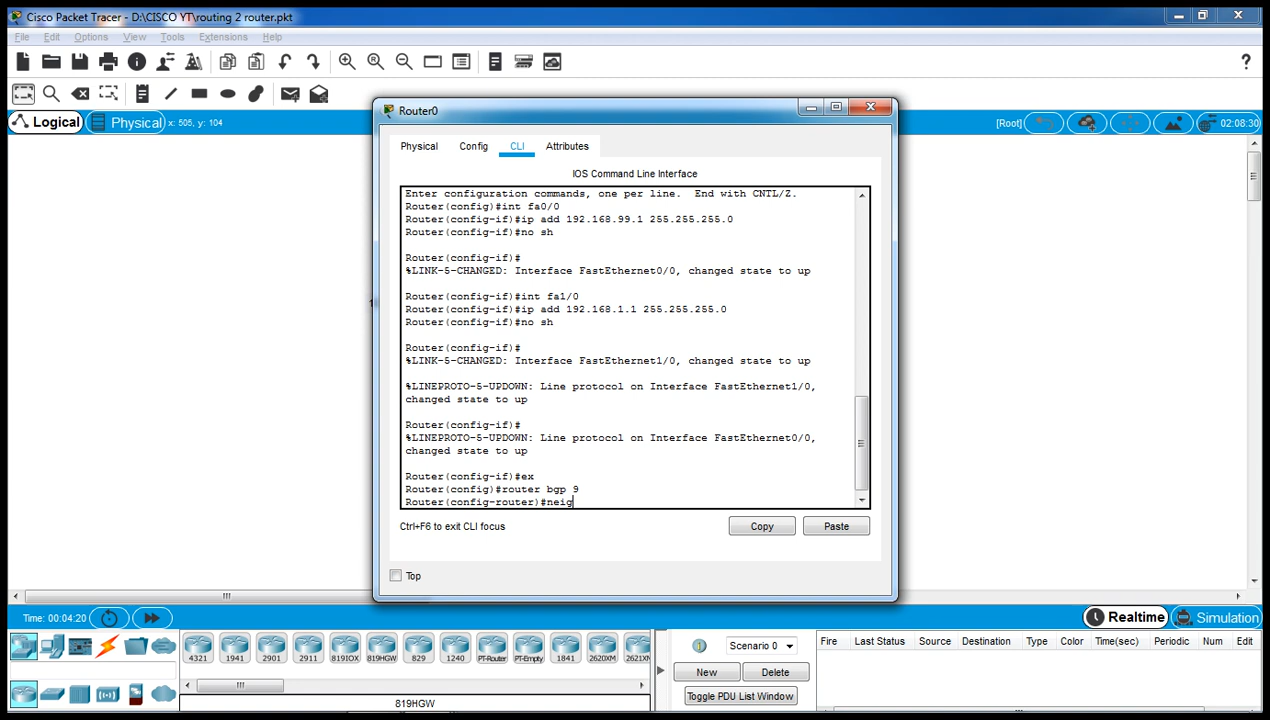 Cisco Packet Tracer - D:\CISCO YT\routing 2 router.pkt
File Edit Options View Tools Extensions Help
Logical Physical x: 505, y: 104 [Root] 02:08:30
Router0
Physical Config CLI Attributes
IOS Command Line Interface
Enter configuration commands, one per line. End with CNTL/Z.
Router(config)#int fa0/0
Router(config-if)#ip add 192.168.99.1 255.255.255.0
Router(config-if)#no sh
Router(config-if)#
%LINK-5-CHANGED: Interface FastEthernet0/0, changed state to up
Router(config-if)#int fa1/0
Router(config-if)#ip add 192.168.1.1 255.255.255.0
Router(config-if)#no sh
Router(config-if)#
%LINK-5-CHANGED: Interface FastEthernet1/0, changed state to up
%LINEPROTO-5-UPDOWN: Line protocol on Interface FastEthernet1/0,
changed state to up
Router(config-if)#
%LINEPROTO-5-UPDOWN: Line protocol on Interface FastEthernet0/0,
changed state to up
Router(config-if)#ex
Router(config)#router bgp 9
Router(config-router)#neig
Ctrl+F6 to exit CLI focus
Copy Paste
Top
Time: 00:04:20 Realtime Simulation
4321 1941 2901 2911 819IOX 819HGW 829 1240 PT-Router PT-Empty 1841 2620XM 2621XM
819HGW
Scenario 0
New Delete
Toggle PDU List Window
Fire Last Status Source Destination Type Color Time(sec) Periodic Num Edit